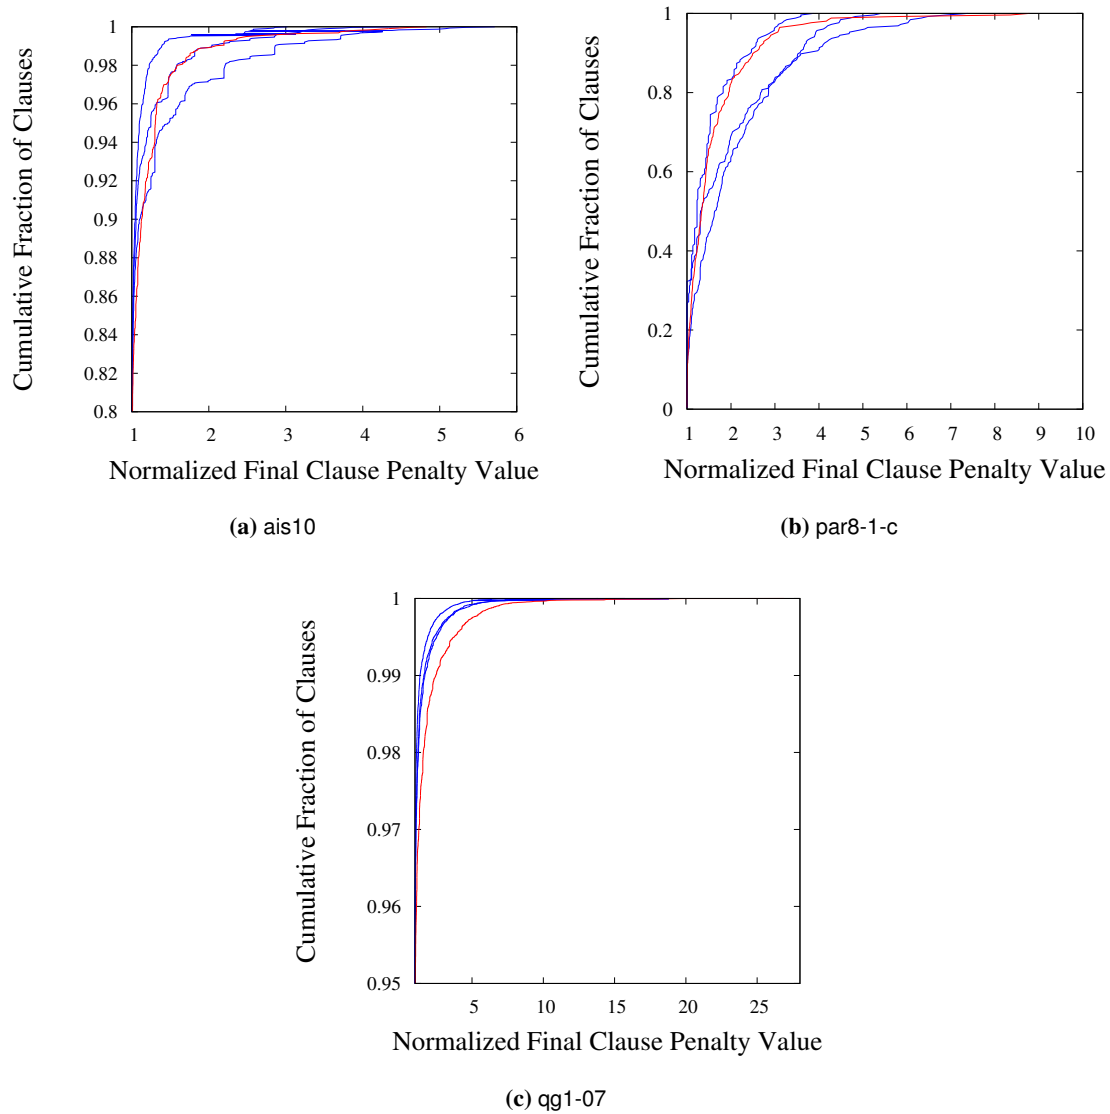 Cumulative Fraction of Clauses
1
0.98
0.96
0.94
0.92
0.9
0.88
0.86
0.84
0.82
0.8
1 2 3 4 5 6
Normalized Final Clause Penalty Value
(a) ais10
Cumulative Fraction of Clauses
1
0.8
0.6
0.4
0.2
0
1 2 3 4 5 6 7 8 9 10
Normalized Final Clause Penalty Value
(b) par8-1-c
Cumulative Fraction of Clauses
1
0.99
0.98
0.97
0.96
0.95
5 10 15 20 25
Normalized Final Clause Penalty Value
(c) qg1-07